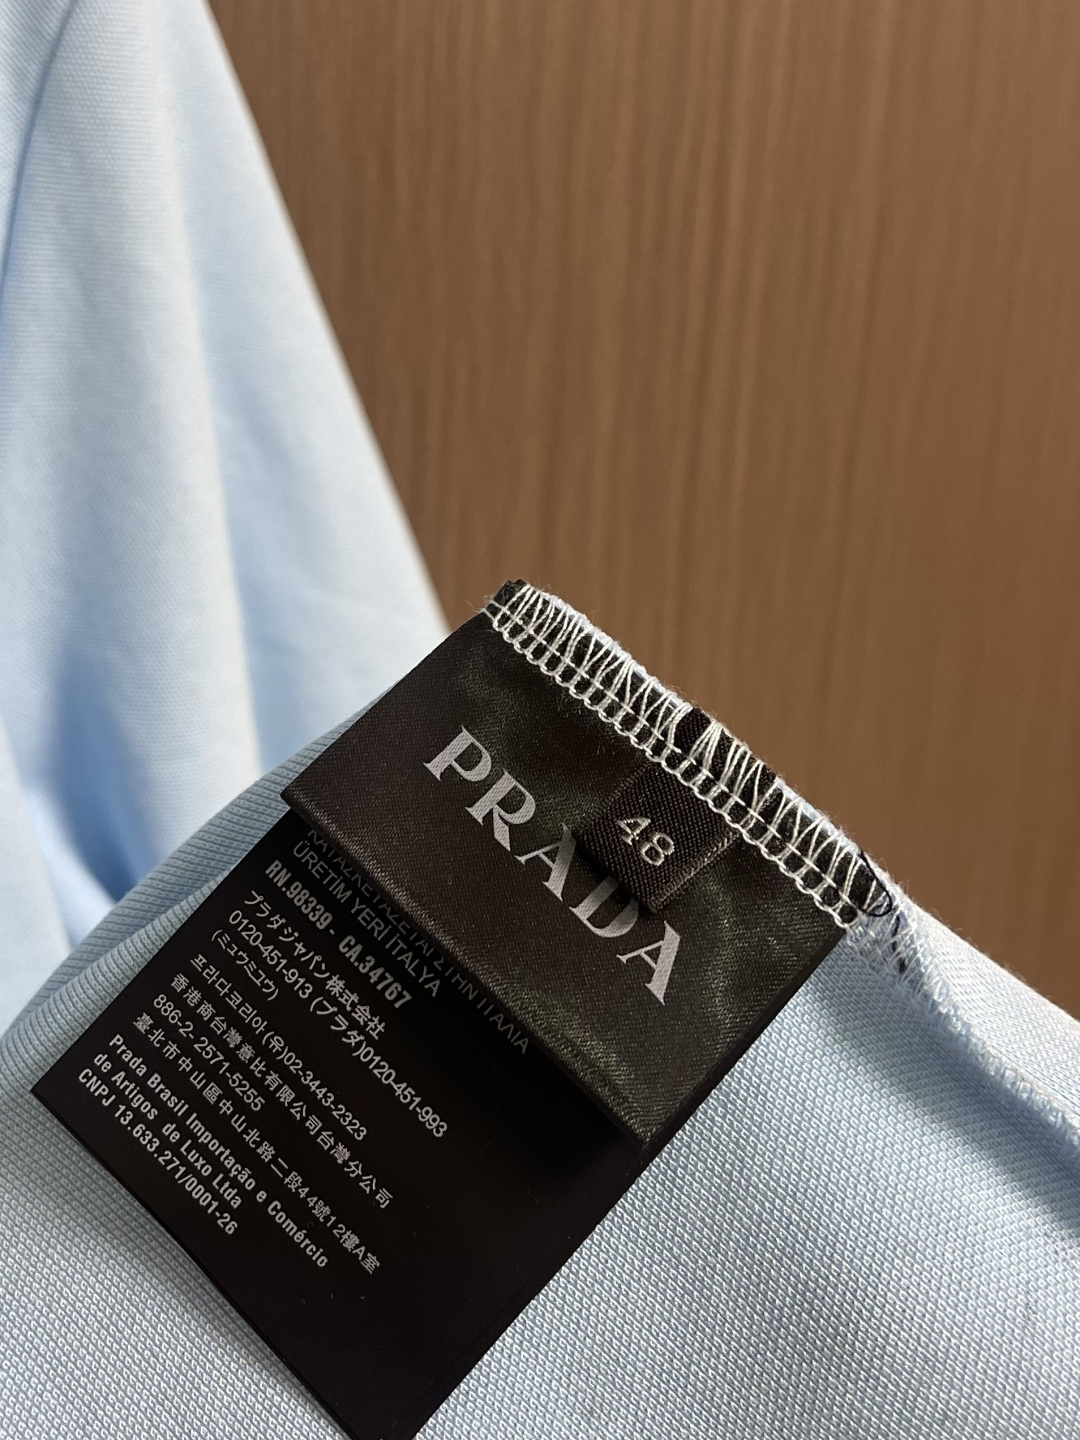 PRADA
48
ÜRETIM YERI ITALYA
RN.98339 - CA.34767
プラダジャパン株式会社
0120-451-913 (プラダ)0120-451-993
(ミュウミュウ)
프라다코리아(유)02-3443-2323
香港商台灣意比有限公司台灣分公司
886-2- 2571-5255
臺北市中山區中山北路二段44號12樓A室
Prada Brasil Importação e Comércio
de Artigos de Luxo Ltda
CNPJ 13.633.271/0001-26